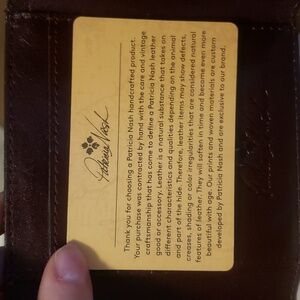 Patricia Nash
Thank you for choosing a Patricia Nash handcrafted product.
Your purchase was contracted by hand with the care and vintage
craftsmanship that has come to define a Patricia Nash leather
good or accessory. Leather is a natural substance that takes on
different characteristics and qualities depending on the animal
and part of the hide. Therefore, leather items may show defects,
creases, shading or color irregularities that are considered natural
features of leather. They will soften in time and become even more
beautiful with age. Our prints and woven materials are custom
developed by Patricia Nash and are exclusive to our brand.